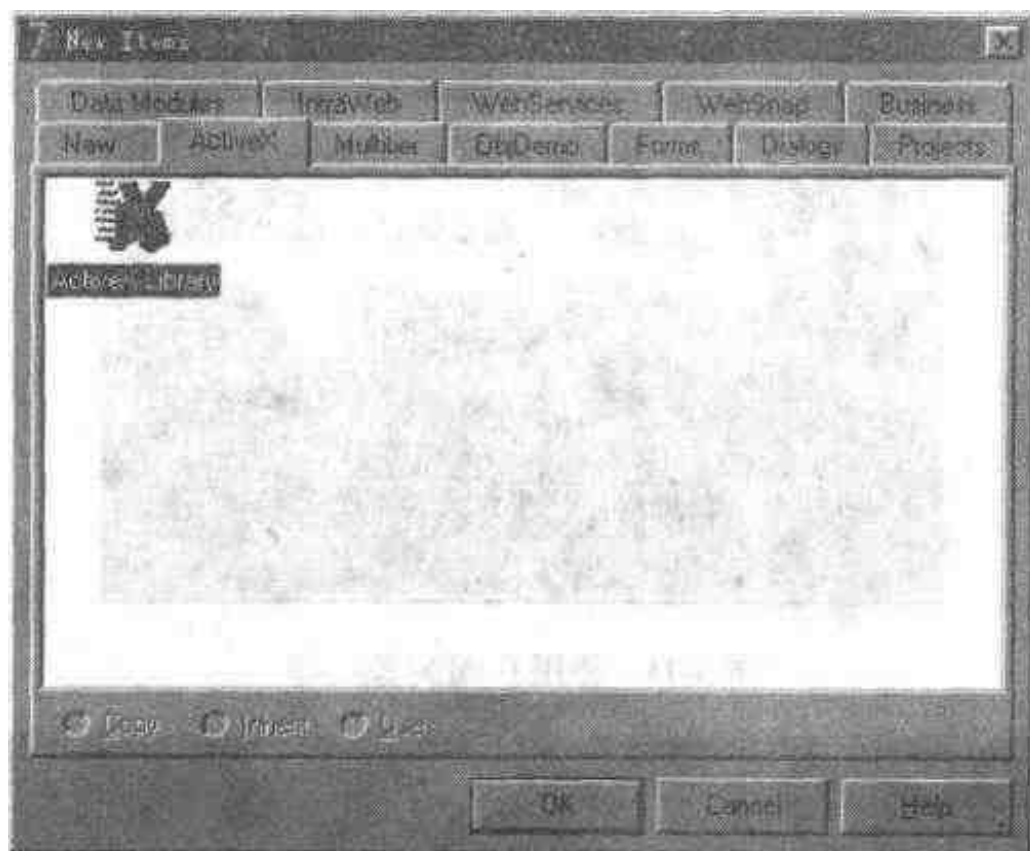 New Items
Data Modules IntraWeb WebServices WebSnap Business
New ActiveX Multitier ObjDemo Forms Dialogs Projects
ActiveX Library
Copy Inherit Use
OK Cancel Help